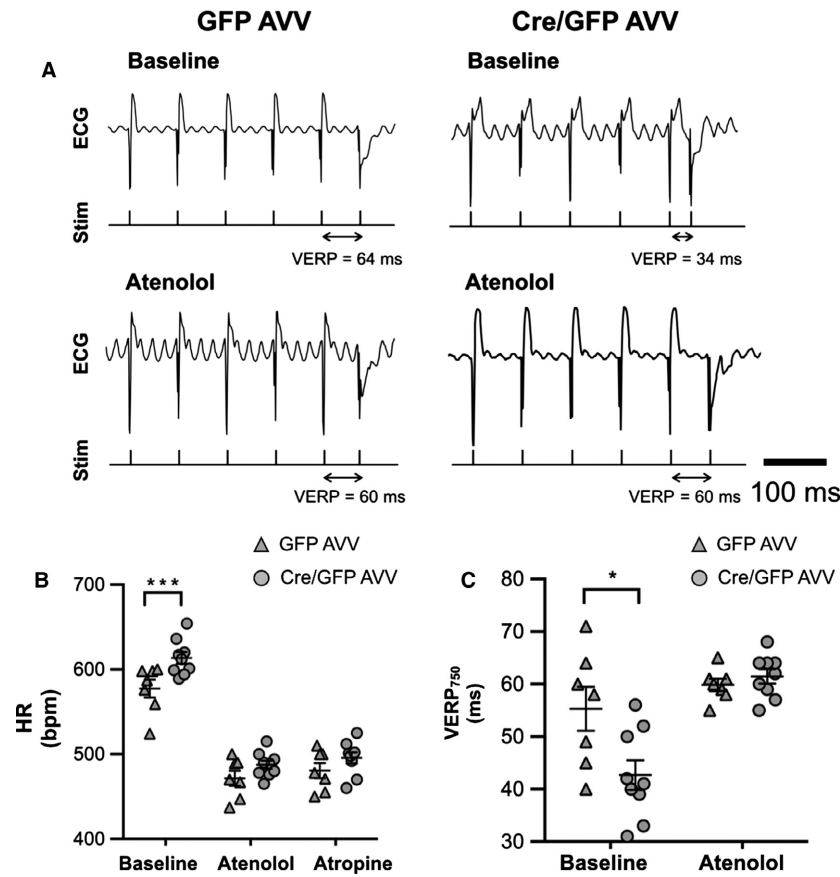 GFP AVV
Cre/GFP AVV
A
Baseline
Baseline
ECG
Stim
VERP = 64 ms
VERP = 34 ms
Atenolol
Atenolol
ECG
Stim
VERP = 60 ms
VERP = 60 ms
100 ms
B
GFP AVV
Cre/GFP AVV
***
700
600
500
400
HR
(bpm)
Baseline
Atenolol
Atropine
C
GFP AVV
Cre/GFP AVV
*
80
70
60
50
40
30
VERP₇₅₀
(ms)
Baseline
Atenolol